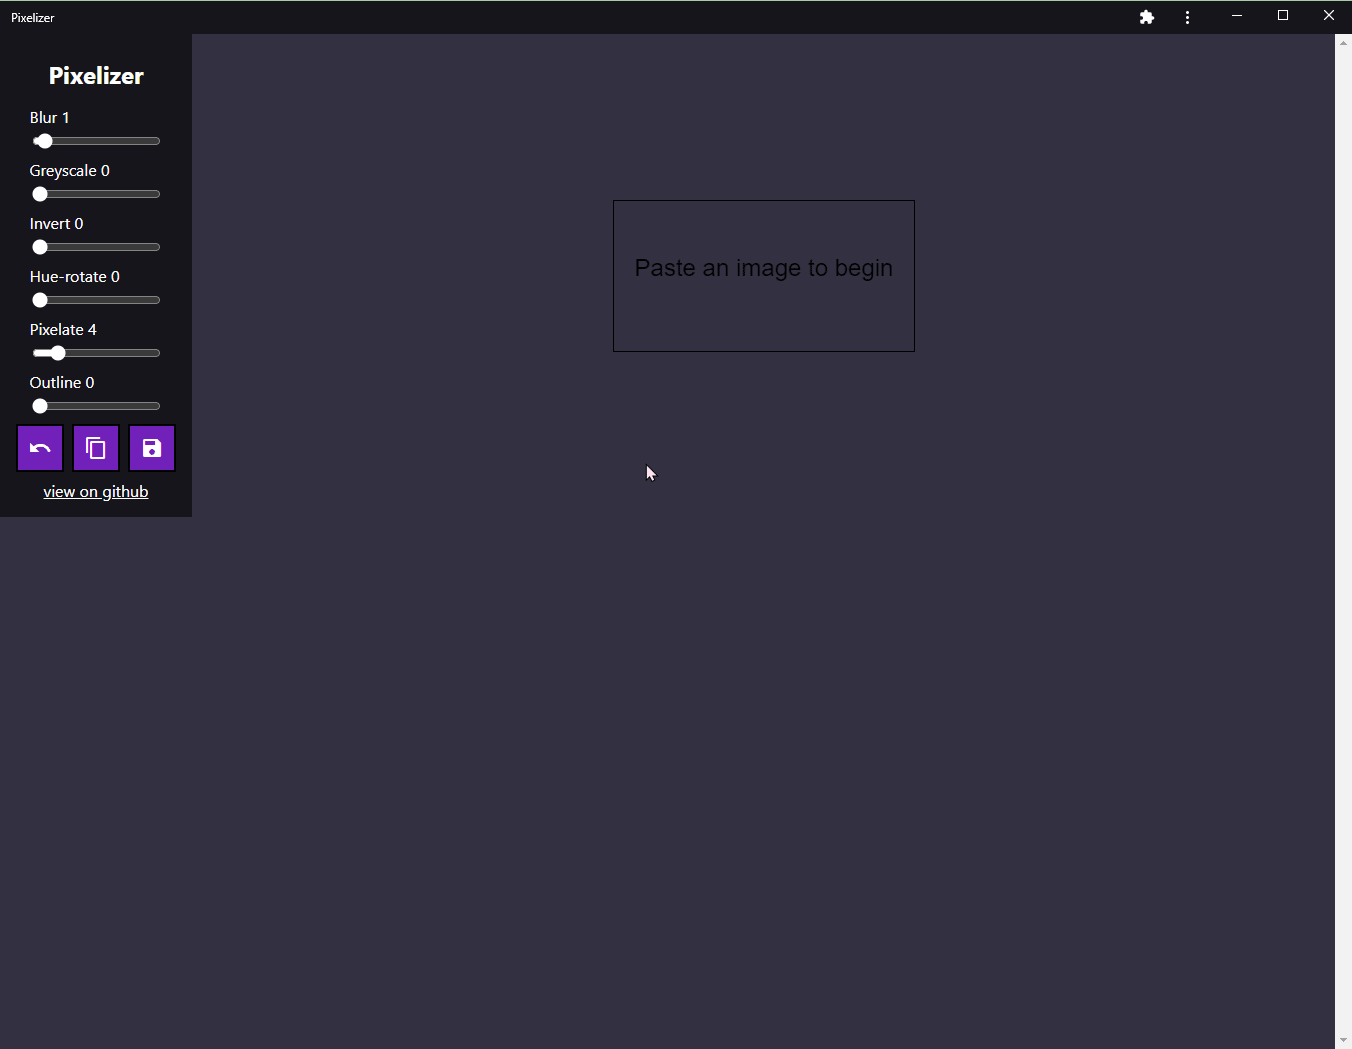 Pixelizer
Pixelizer
Blur 1
Greyscale 0
Invert 0
Hue-rotate 0
Pixelate 4
Outline 0
view on github
Paste an image to begin